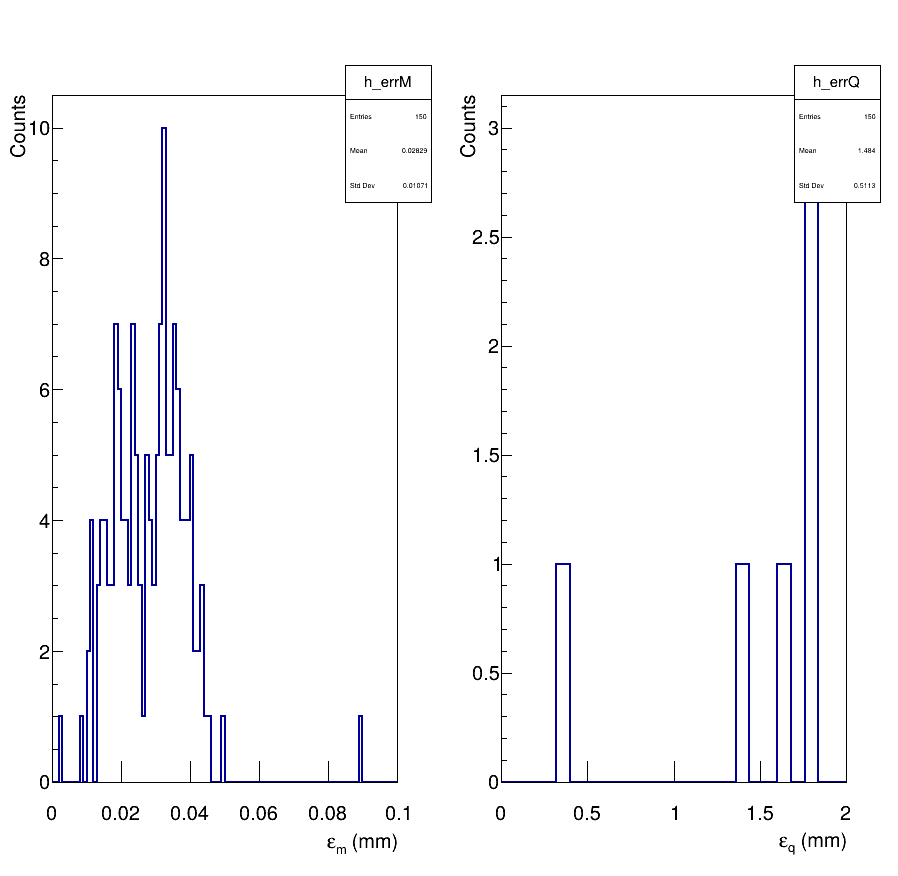 h_errM
Entries 150
Mean 0.02829
Std Dev 0.01071
Counts
10
8
6
4
2
0
0 0.02 0.04 0.06 0.08 0.1
εm (mm)
h_errQ
Entries 150
Mean 1.484
Std Dev 0.5113
Counts
3
2.5
2
1.5
1
0.5
0
0 0.5 1 1.5 2
εq (mm)